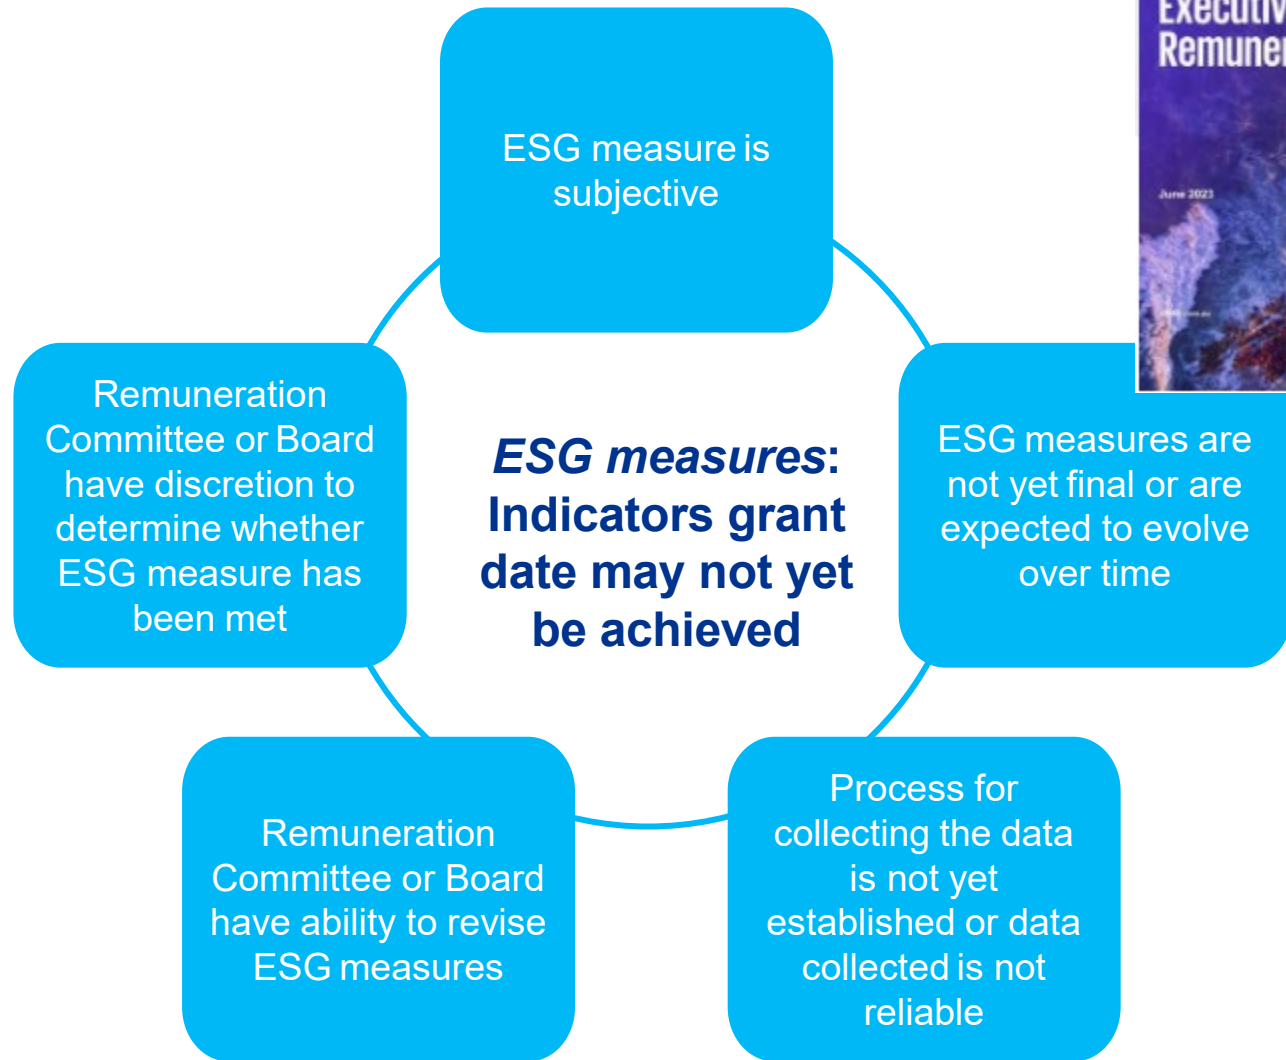 Remuner
June 2023
ESG measure is
subjective
Remuneration
Committee or Board
have discretion to
determine whether
ESG measure has
been met
ESG measures:
Indicators grant
date may not yet
be achieved
ESG measures are
not yet final or are
expected to evolve
over time
Remuneration
Committee or Board
have ability to revise
ESG measures
Process for
collecting the data
is not yet
established or data
collected is not
reliable